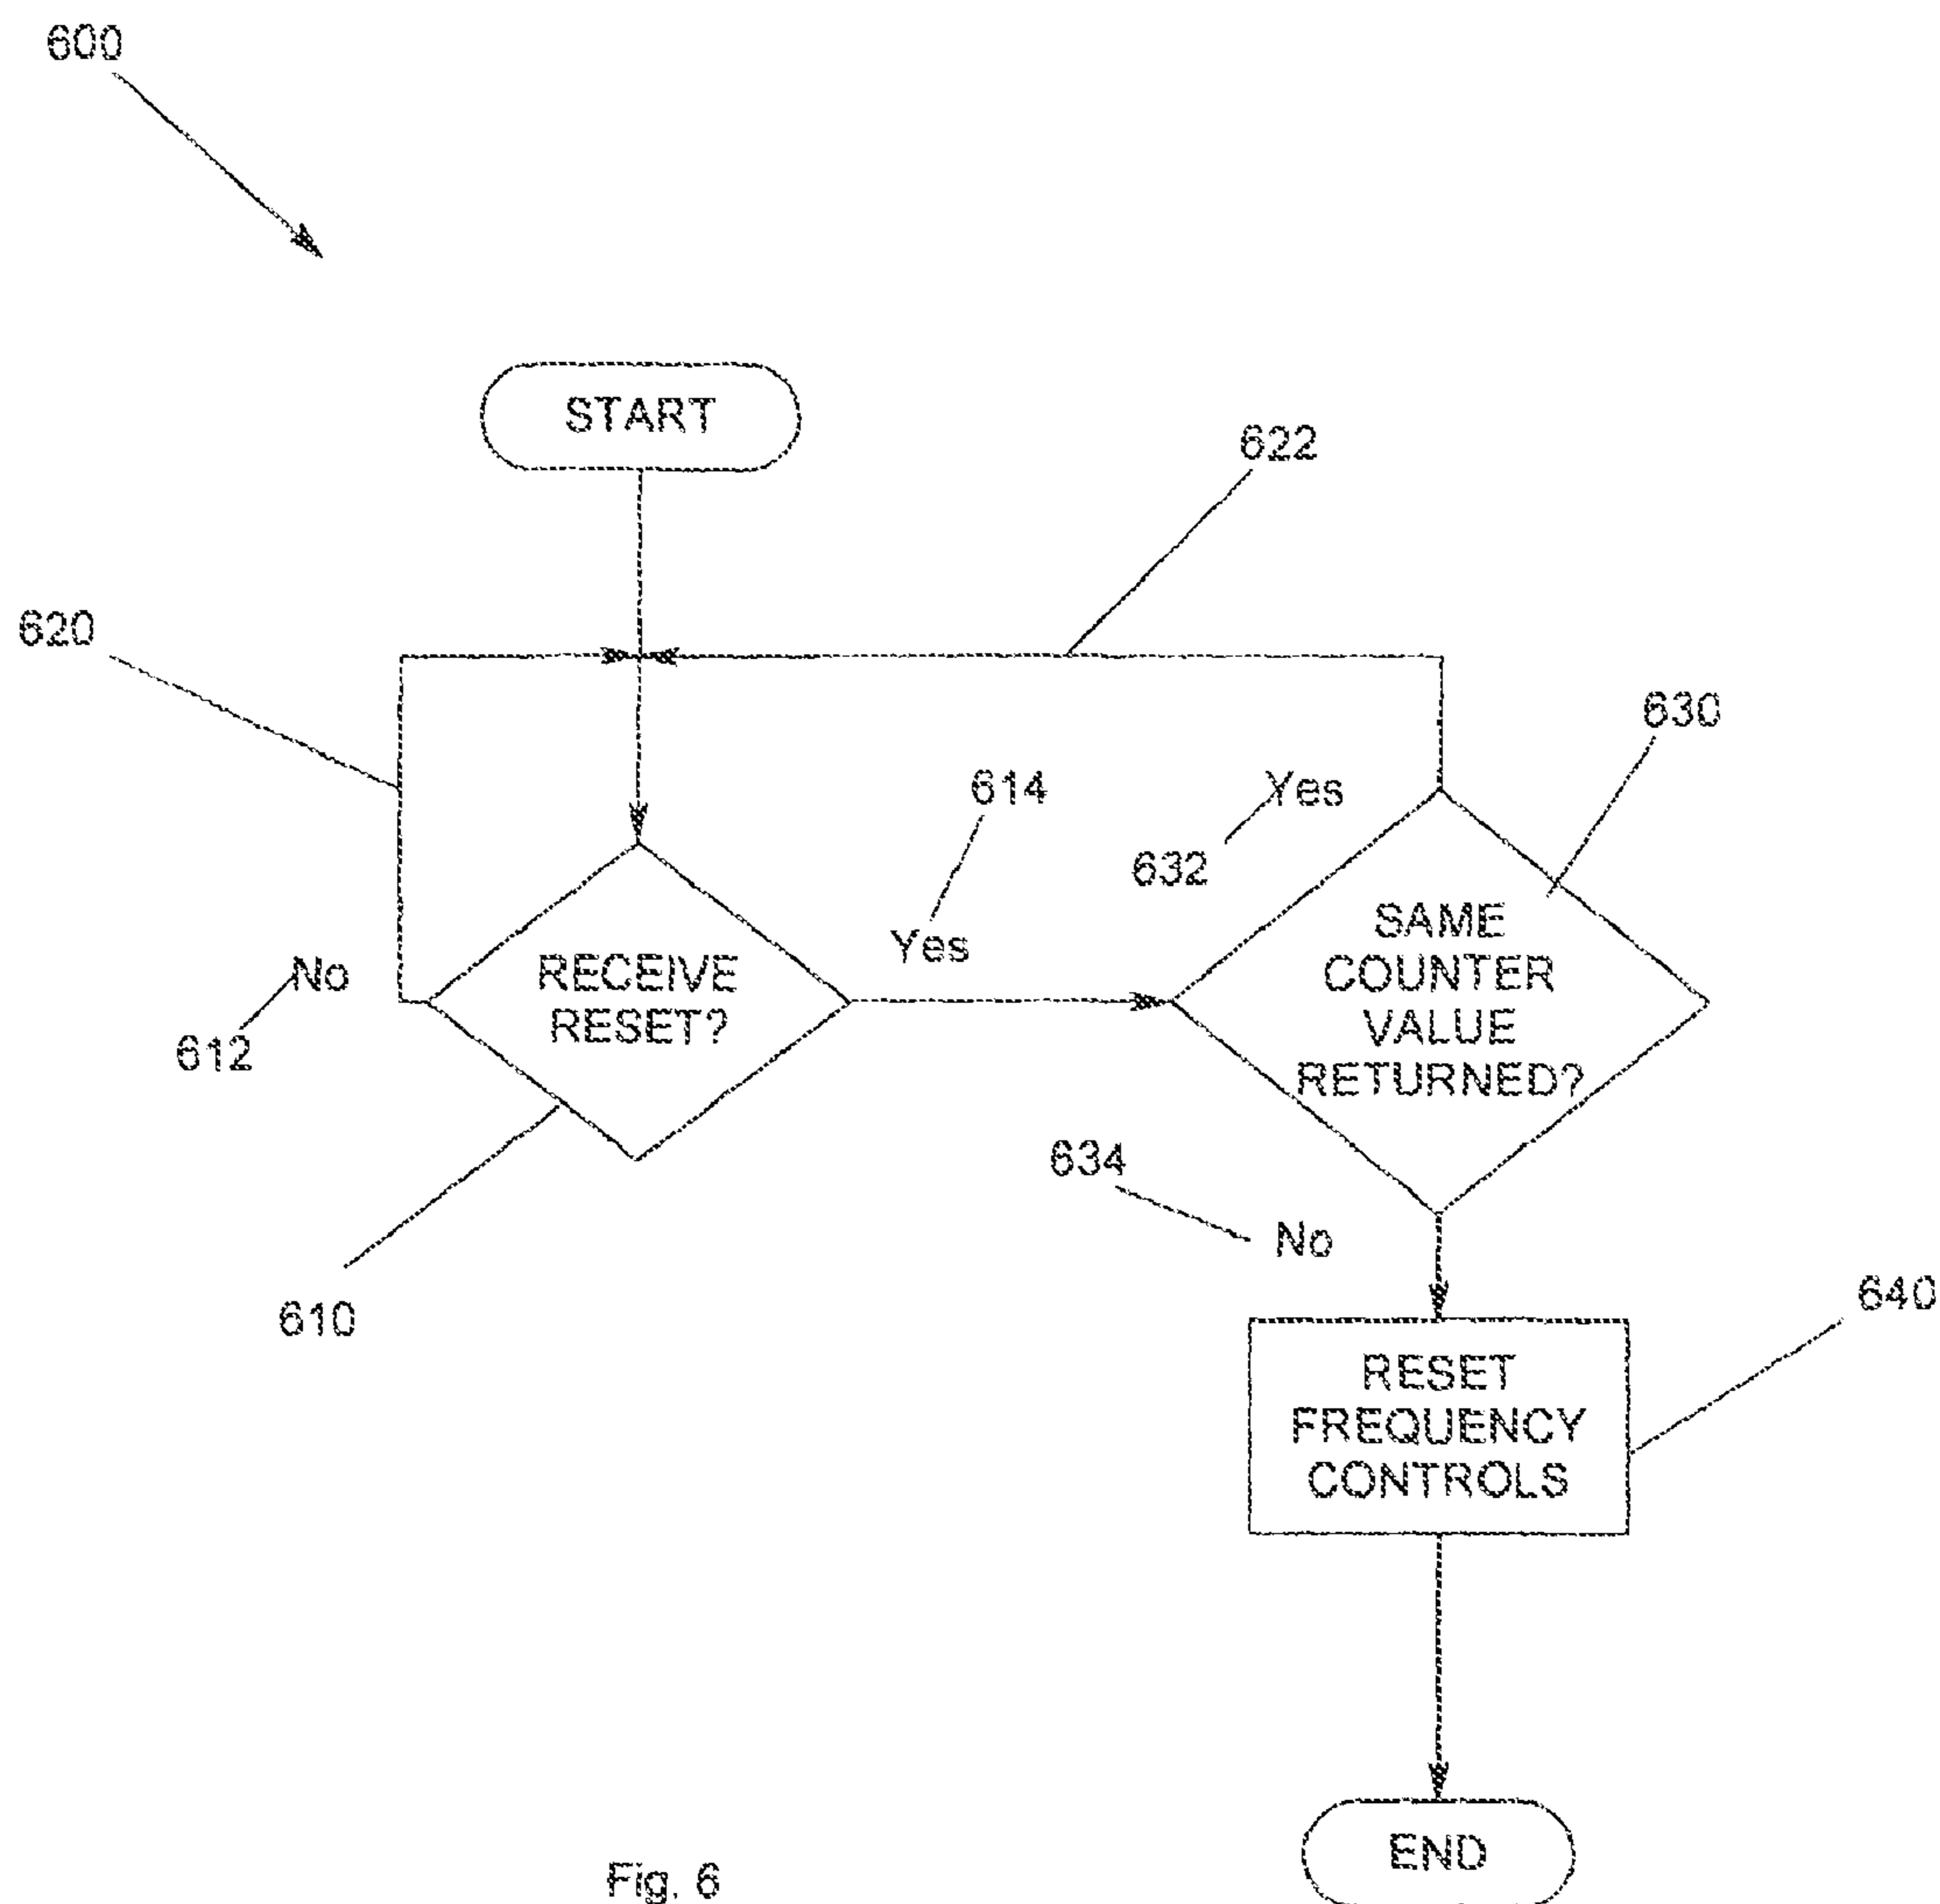 600
START
622
620
630
614
Yes
632
Yes
No
612
RECEIVE
RESET?
SAME
COUNTER
VALUE
RETURNED?
634
No
610
640
RESET
FREQUENCY
CONTROLS
END
Fig. 6